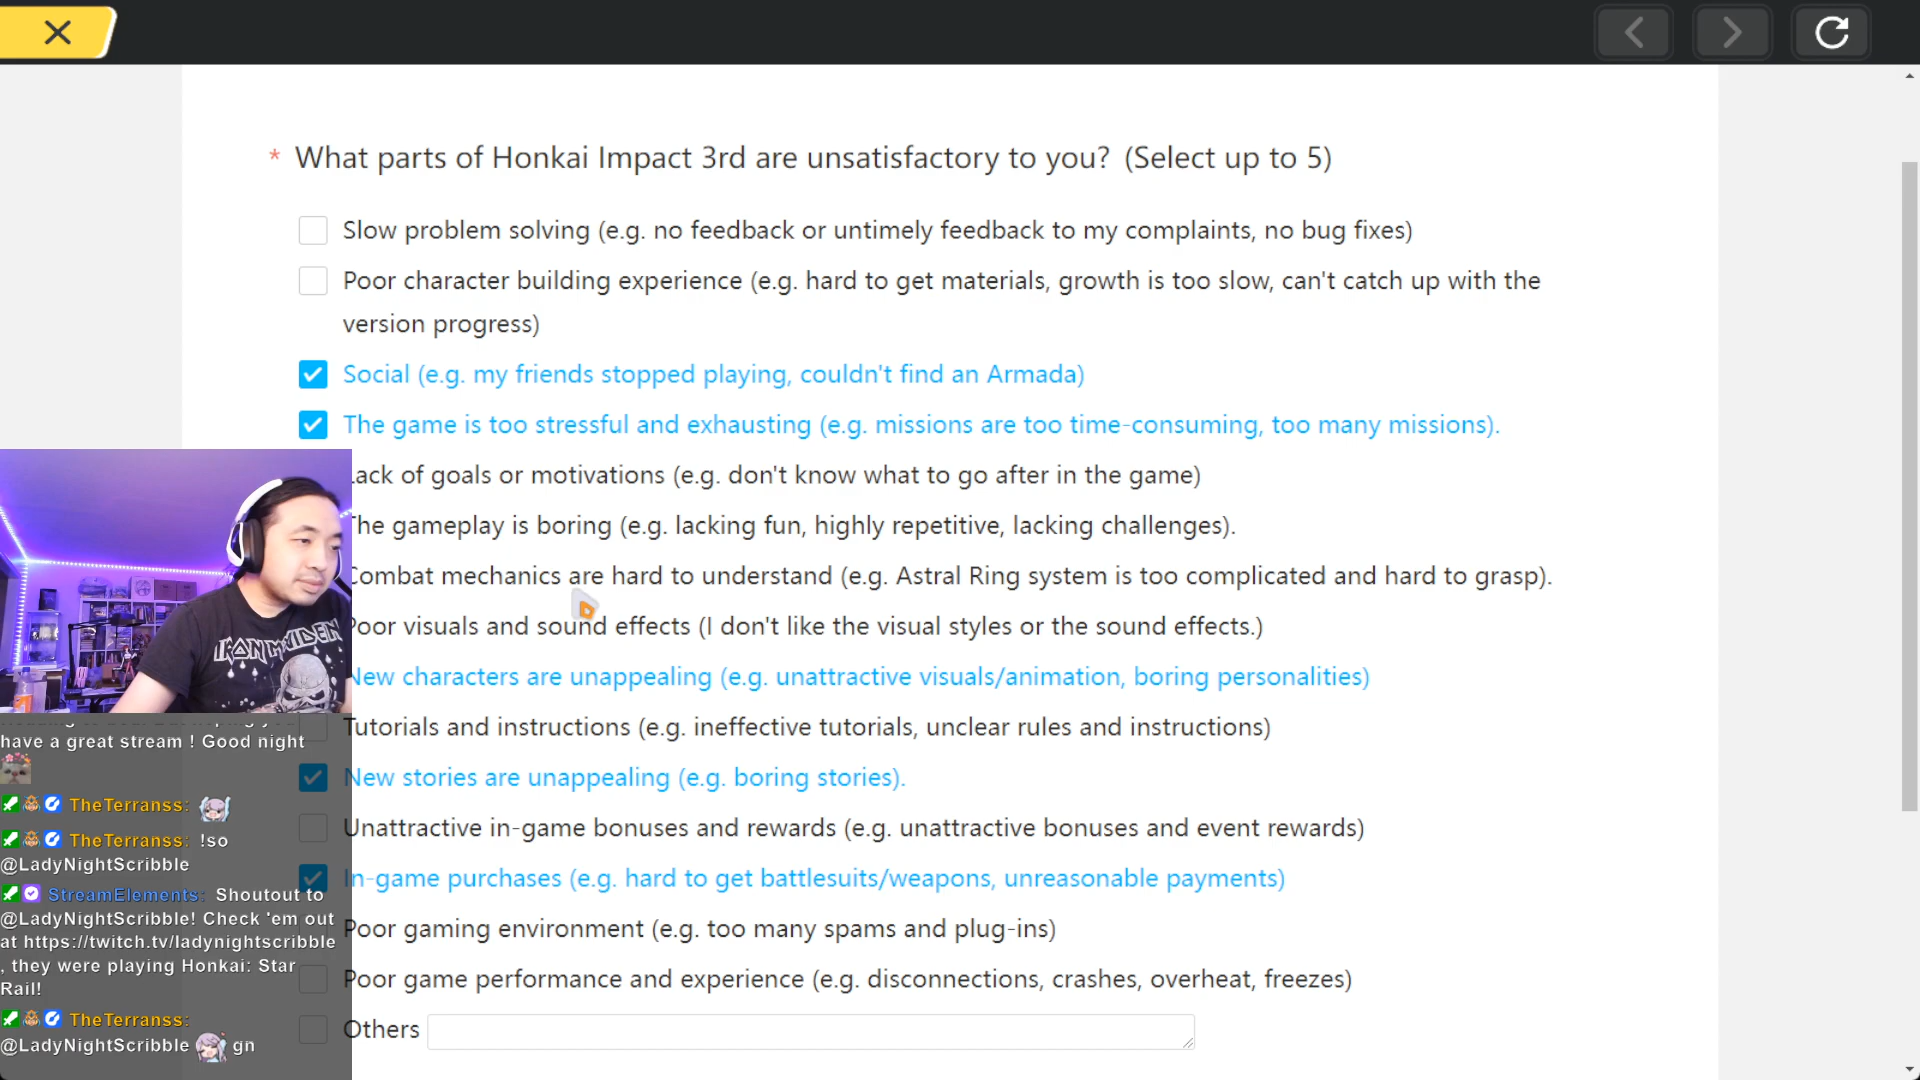 * What parts of Honkai Impact 3rd are unsatisfactory to you? (Select up to 5)
Slow problem solving (e.g. no feedback or untimely feedback to my complaints, no bug fixes)
Poor character building experience (e.g. hard to get materials, growth is too slow, can't catch up with the
version progress)
Social (e.g. my friends stopped playing, couldn't find an Armada)
The game is too stressful and exhausting (e.g. missions are too time-consuming, too many missions).
Lack of goals or motivations (e.g. don't know what to go after in the game)
The gameplay is boring (e.g. lacking fun, highly repetitive, lacking challenges).
Combat mechanics are hard to understand (e.g. Astral Ring system is too complicated and hard to grasp).
Poor visuals and sound effects (I don't like the visual styles or the sound effects.)
New characters are unappealing (e.g. unattractive visuals/animation, boring personalities)
Tutorials and instructions (e.g. ineffective tutorials, unclear rules and instructions)
New stories are unappealing (e.g. boring stories).
Unattractive in-game bonuses and rewards (e.g. unattractive bonuses and event rewards)
In-game purchases (e.g. hard to get battlesuits/weapons, unreasonable payments)
Poor gaming environment (e.g. too many spams and plug-ins)
Poor game performance and experience (e.g. disconnections, crashes, overheat, freezes)
Others
IRON MAIDEN
have a great stream ! Good night
TheTerranss:
TheTerranss: !so
@LadyNightScribble
StreamElements: Shoutout to
@LadyNightScribble! Check 'em out
at https://twitch.tv/ladynightscribble
, they were playing Honkai: Star
Rail!
TheTerranss:
@LadyNightScribble gn